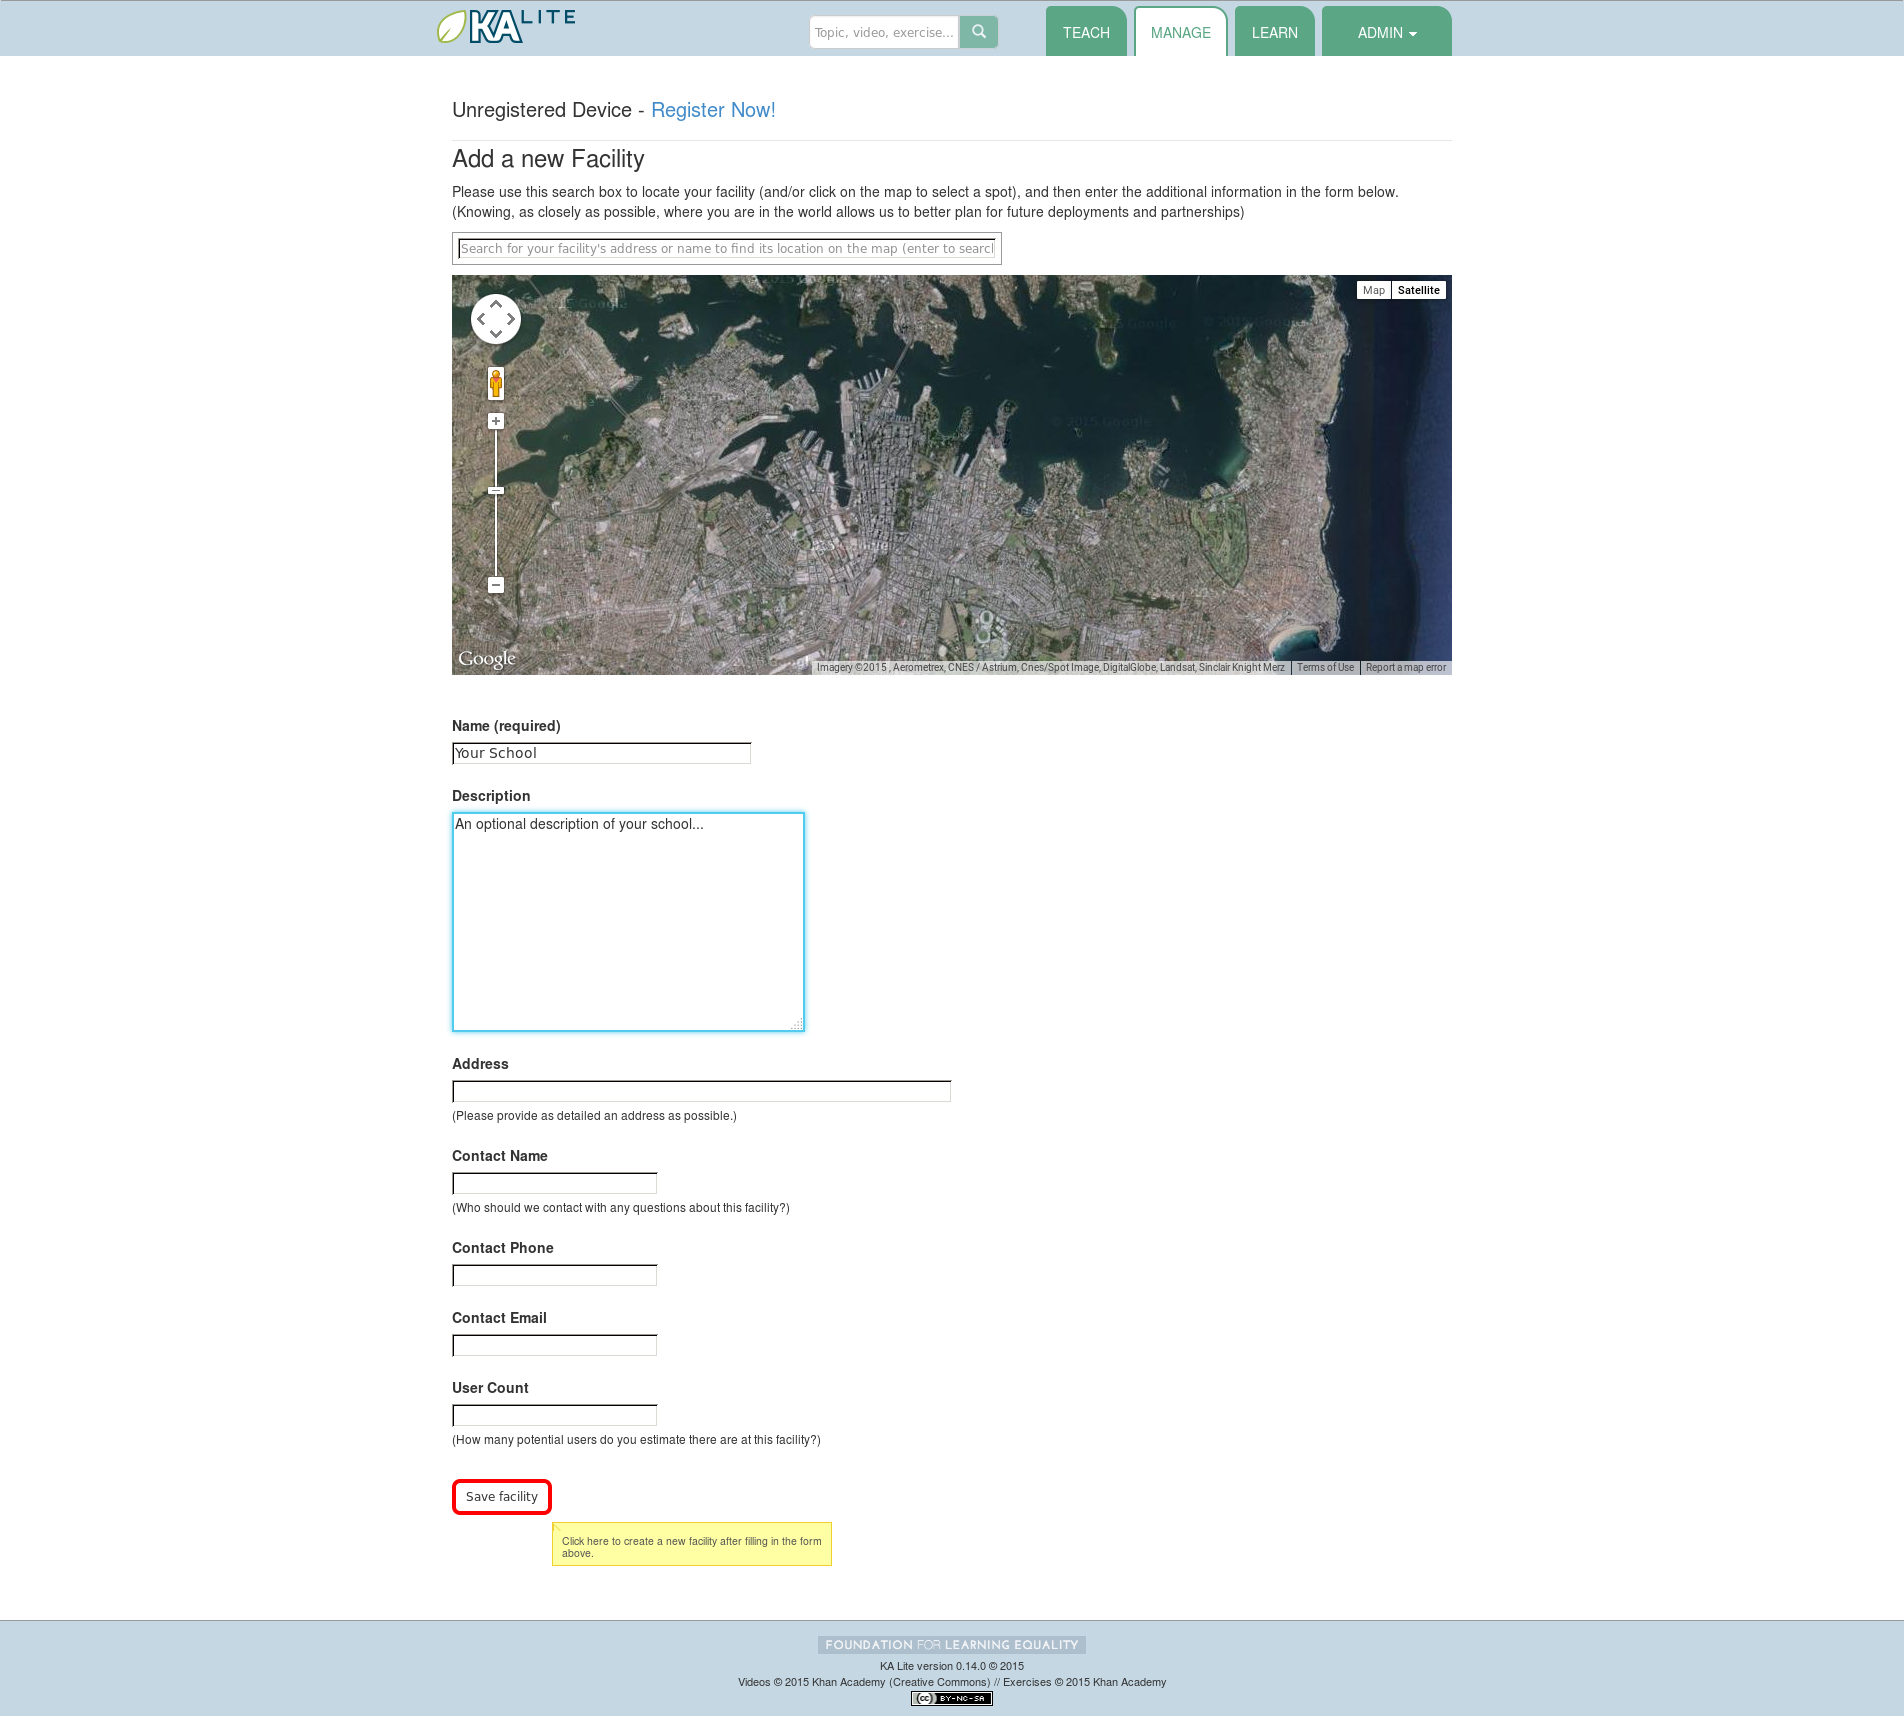 KA LITE
Topic, video, exercise...
TEACH
MANAGE
LEARN
ADMIN
Unregistered Device - Register Now!
Add a new Facility
Please use this search box to locate your facility (and/or click on the map to select a spot), and then enter the additional information in the form below.
(Knowing, as closely as possible, where you are in the world allows us to better plan for future deployments and partnerships)
Search for your facility's address or name to find its location on the map (enter to search
Map
Satellite
© 2015 Google
Google
Imagery ©2015 , Aerometrex, CNES / Astrium, Cnes/Spot Image, DigitalGlobe, Landsat, Sinclair Knight Merz
Terms of Use
Report a map error
Name (required)
Your School
Description
An optional description of your school...
Address
(Please provide as detailed an address as possible.)
Contact Name
(Who should we contact with any questions about this facility?)
Contact Phone
Contact Email
User Count
(How many potential users do you estimate there are at this facility?)
Save facility
Click here to create a new facility after filling in the form
above.
FOUNDATION FOR LEARNING EQUALITY
KA Lite version 0.14.0 © 2015
Videos © 2015 Khan Academy (Creative Commons) // Exercises © 2015 Khan Academy
cc BY-NC-SA